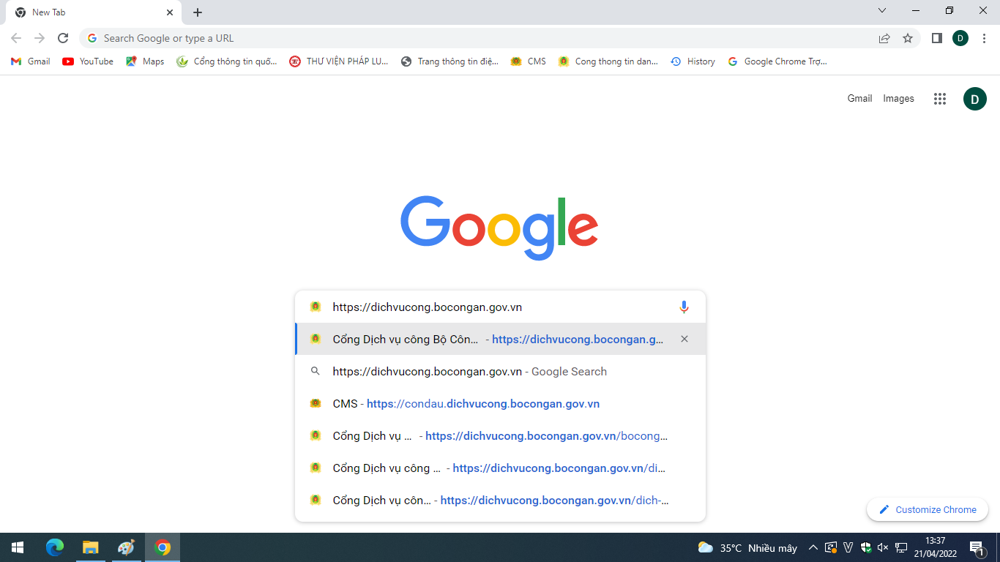 New Tab
Search Google or type a URL
D
Gmail
YouTube
Maps
Cổng thông tin quố...
THƯ VIỆN PHÁP LU...
Trang thông tin điệ...
CMS
Cong thong tin dan...
History
Google Chrome Trợ...
Gmail
Images
D
Google
https://dichvucong.bocongan.gov.vn
Cổng Dịch vụ công Bộ Côn... - https://dichvucong.bocongan.g...
https://dichvucong.bocongan.gov.vn - Google Search
CMS - https://condau.dichvucong.bocongan.gov.vn
Cổng Dịch vụ ... - https://dichvucong.bocongan.gov.vn/bocong...
Cổng Dịch vụ công ... - https://dichvucong.bocongan.gov.vn/di...
Cổng Dịch vụ côn... - https://dichvucong.bocongan.gov.vn/dich-...
Customize Chrome
35°C Nhiều mây
V
13:37
21/04/2022
1